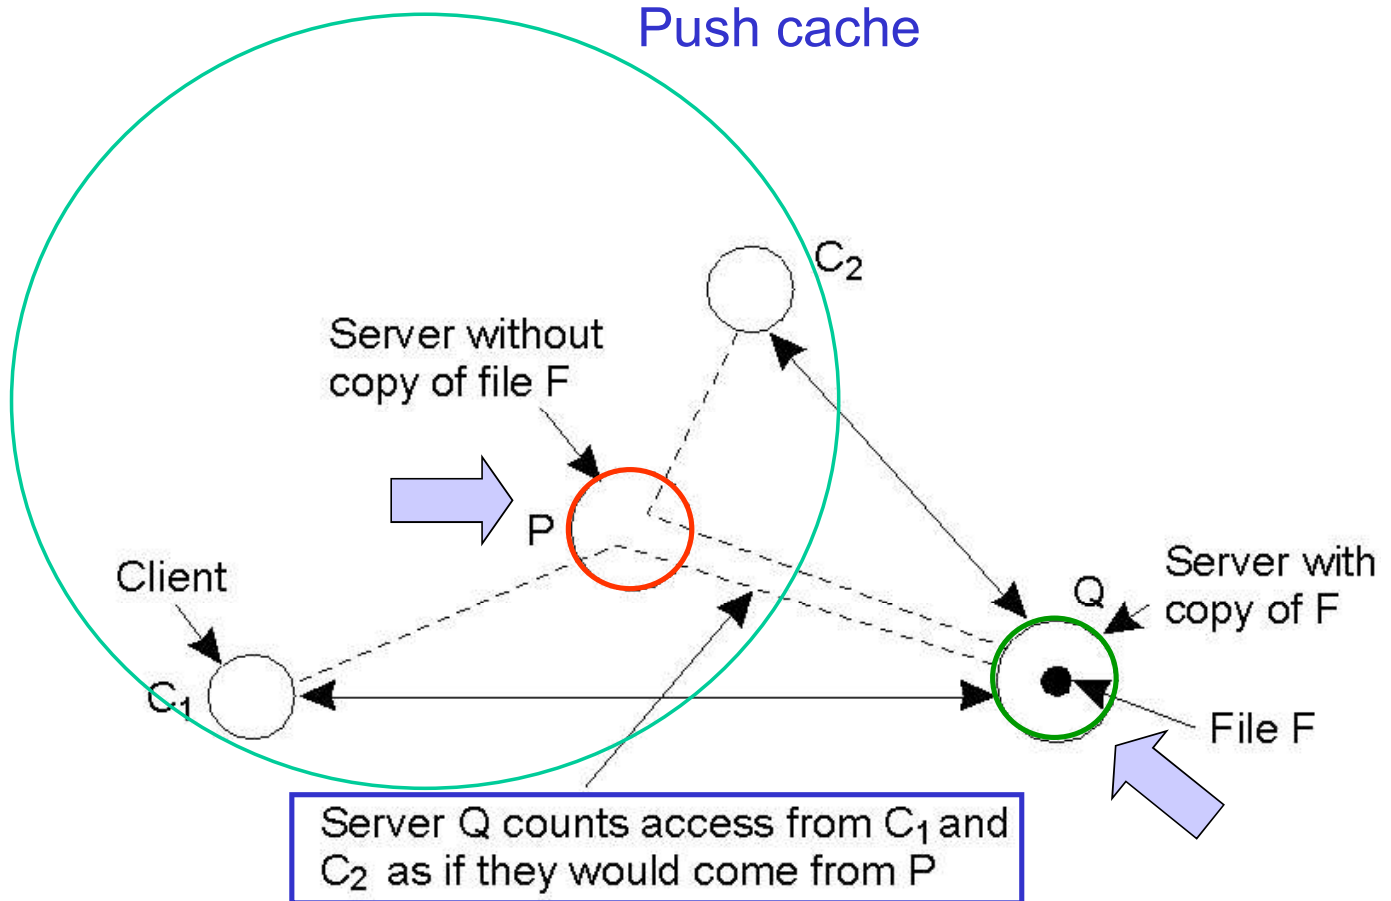 Push cache
C2
Server without
copy of file F
P
Client
C1
Q
Server with
copy of F
File F
Server Q counts access from C1 and
C2 as if they would come from P